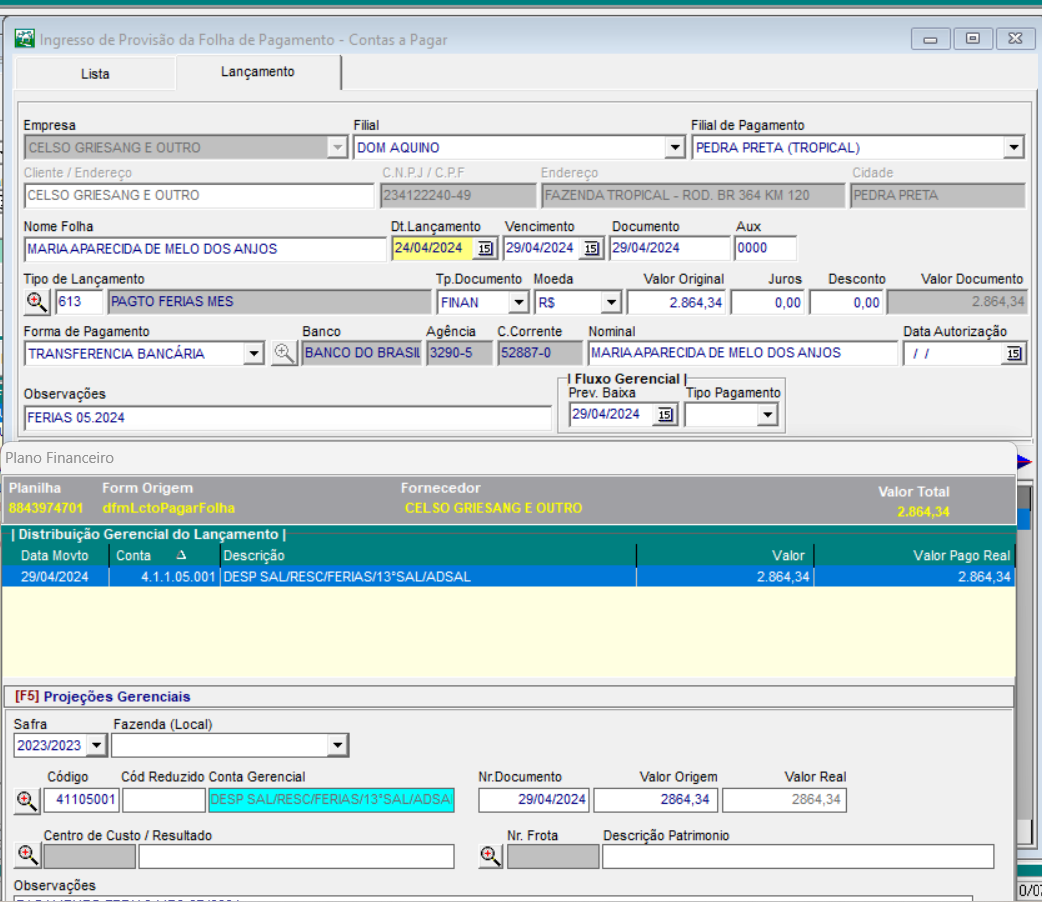 Ingresso de Provisão da Folha de Pagamento - Contas a Pagar
Lista Lançamento
Empresa Filial Filial de Pagamento
CELSO GRIESANG E OUTRO DOM AQUINO PEDRA PRETA (TROPICAL)
Cliente / Endereço C.N.P.J / C.P.F Endereço Cidade
CELSO GRIESANG E OUTRO 234122240-49 FAZENDA TROPICAL - ROD. BR 364 KM 120 PEDRA PRETA
Nome Folha Dt.Lançamento Vencimento Documento Aux
MARIA APARECIDA DE MELO DOS ANJOS 24/04/2024 15 29/04/2024 15 29/04/2024 0000
Tipo de Lançamento Tp.Documento Moeda Valor Original Juros Desconto Valor Documento
613 PAGTO FERIAS MES FINAN R$ 2.864,34 0,00 0,00 2.864,34
Forma de Pagamento Banco Agência C.Corrente Nominal Data Autorização
TRANSFERENCIA BANCÁRIA BANCO DO BRASIL 3290-5 52887-0 MARIA APARECIDA DE MELO DOS ANJOS / / 15
| Fluxo Gerencial |
Observações Prev. Baixa Tipo Pagamento
FERIAS 05.2024 29/04/2024 15
Plano Financeiro
Planilha Form Origem Fornecedor Valor Total
8843974701 dfmLctoPagarFolha CELSO GRIESANG E OUTRO 2.864,34
| Distribuição Gerencial do Lançamento |
Data Movto Conta Δ Descrição Valor Valor Pago Real
29/04/2024 4.1.1.05.001 DESP SAL/RESC/FERIAS/13°SAL/ADSAL 2.864,34 2.864,34
[F5] Projeções Gerenciais
Safra Fazenda (Local)
2023/2023
Código Cód Reduzido Conta Gerencial Nr.Documento Valor Origem Valor Real
41105001 DESP SAL/RESC/FERIAS/13°SAL/ADSA 29/04/2024 2864,34 2864,34
Centro de Custo / Resultado Nr. Frota Descrição Patrimonio
Observações